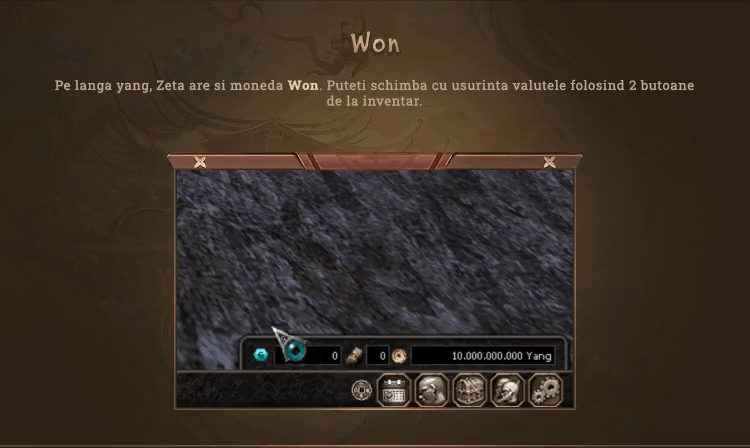 Won
Pe langa yang, Zeta are si moneda Won. Puteti schimba cu usurinta valutele folosind 2 butoane
de la inventar.
0 0 10.000.000.000 Yang